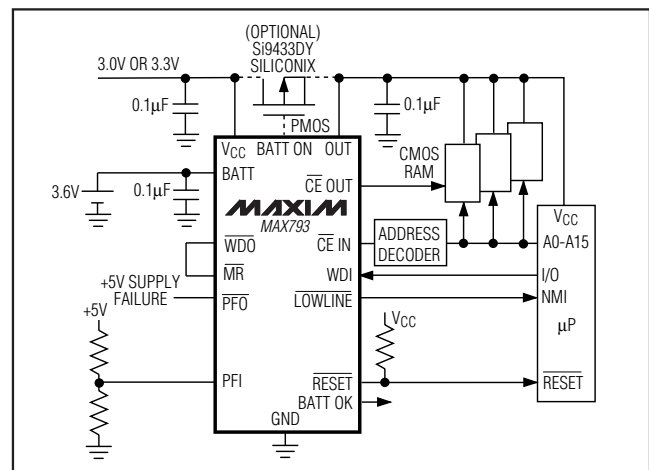 (OPTIONAL)
Si9433DY
SILICONIX
3.0V OR 3.3V
0.1µF
PMOS
0.1µF
VCC
BATT ON
OUT
BATT
3.6V
0.1µF
CE OUT
CMOS
RAM
MAXIM
MAX793
WDO
MR
CE IN
ADDRESS
DECODER
VCC
A0-A15
+5V SUPPLY
FAILURE
PFO
WDI
I/O
LOWLINE
NMI
+5V
VCC
µP
PFI
RESET
RESET
BATT OK
GND